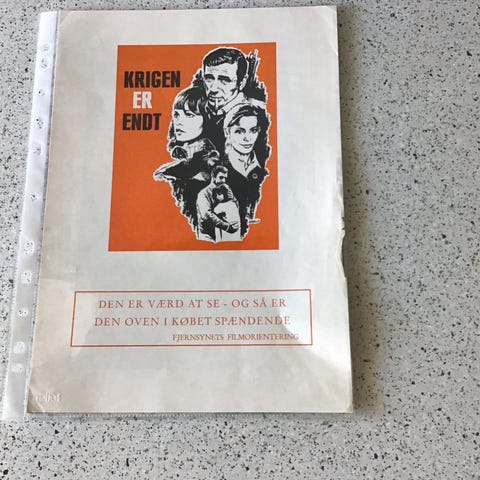 KRIGEN
ER
ENDT
DEN ER VÆRD AT SE - OG SÅ ER
DEN OVEN I KØBET SPÆNDENDE
FJERNSYNETS FILMORIENTERING